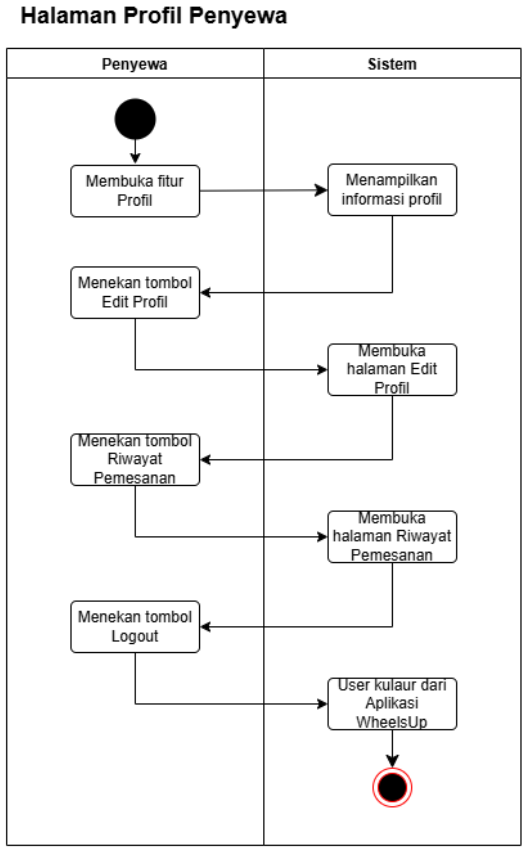 Halaman Profil Penyewa
Penyewa
Sistem
Membuka fitur
Profil
Menampilkan
informasi profil
Menekan tombol
Edit Profil
Membuka
halaman Edit
Profil
Menekan tombol
Riwayat
Pemesanan
Membuka
halaman Riwayat
Pemesanan
Menekan tombol
Logout
User kulaur dari
Aplikasi
WheelsUp